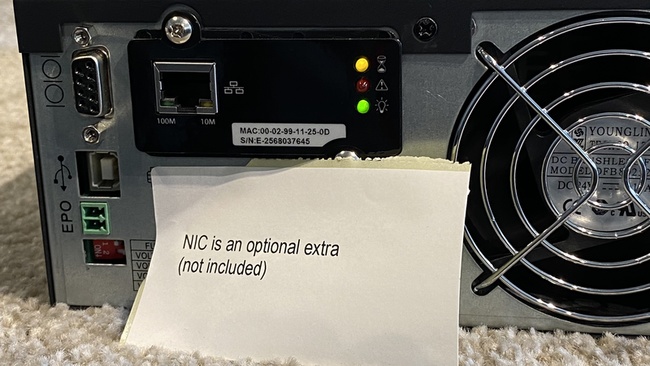 100M 10M
MAC:00-02-99-11-25-0D
S/N:E-2568037645
EPO
NIC is an optional extra
(not included)
YOUNGLIN